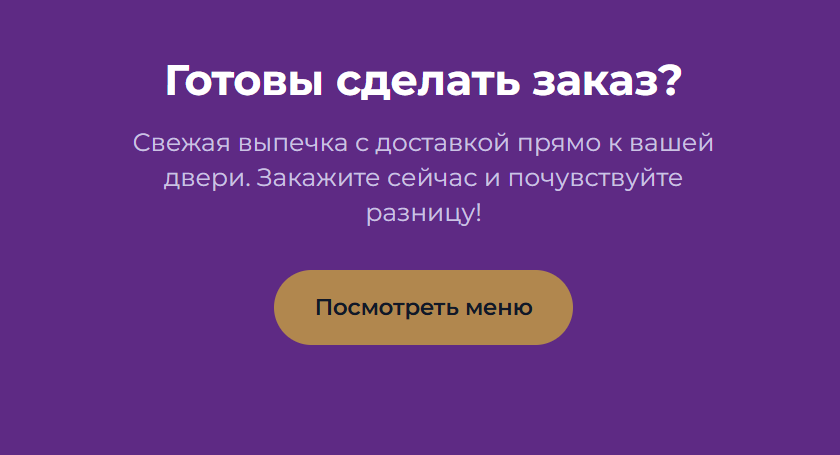 Готовы сделать заказ?
Свежая выпечка с доставкой прямо к вашей
двери. Закажите сейчас и почувствуйте
разницу!
Посмотреть меню